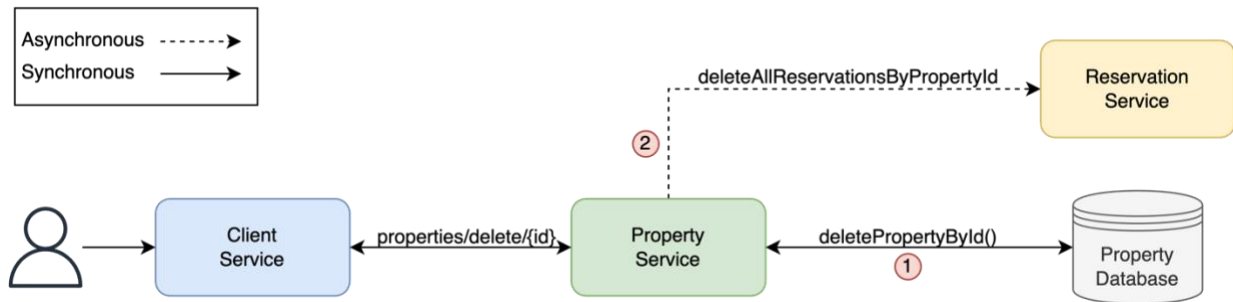 Asynchronous
Synchronous
deleteAllReservationsByPropertyId
Reservation
Service
2
Client
Service
properties/delete/{id}
Property
Service
deletePropertyById()
1
Property
Database